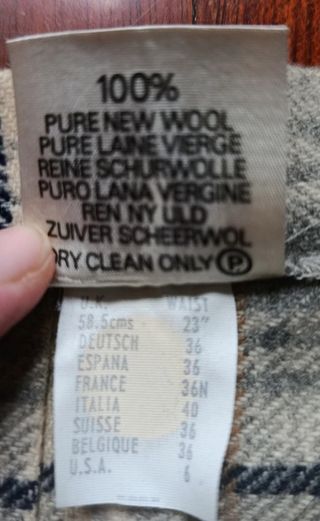 100%
PURE NEW WOOL
PURE LAINE VIERGE
REINE SCHURWOLLE
PURO LANA VERGINE
REN NY ULD
ZUIVER SCHEERWOL
DRY CLEAN ONLY Ⓟ
U.K. WAIST
58.5cms 23"
DEUTSCH 36
ESPANA 36
FRANCE 36N
ITALIA 40
SUISSE 36
BELGIQUE 36
U.S.A. 6